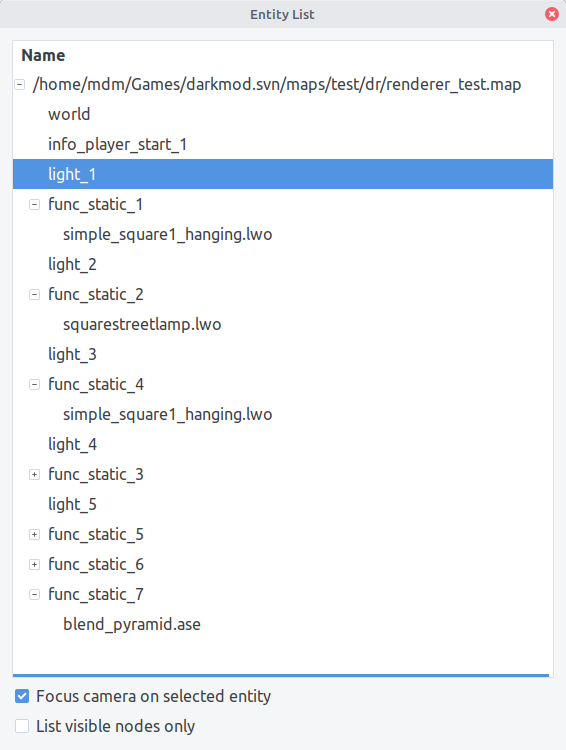 Entity List
Name
/home/mdm/Games/darkmod.svn/maps/test/dr/renderer_test.map
world
info_player_start_1
light_1
func_static_1
simple_square1_hanging.lwo
light_2
func_static_2
squarestreetlamp.lwo
light_3
func_static_4
simple_square1_hanging.lwo
light_4
func_static_3
light_5
func_static_5
func_static_6
func_static_7
blend_pyramid.ase
Focus camera on selected entity
List visible nodes only